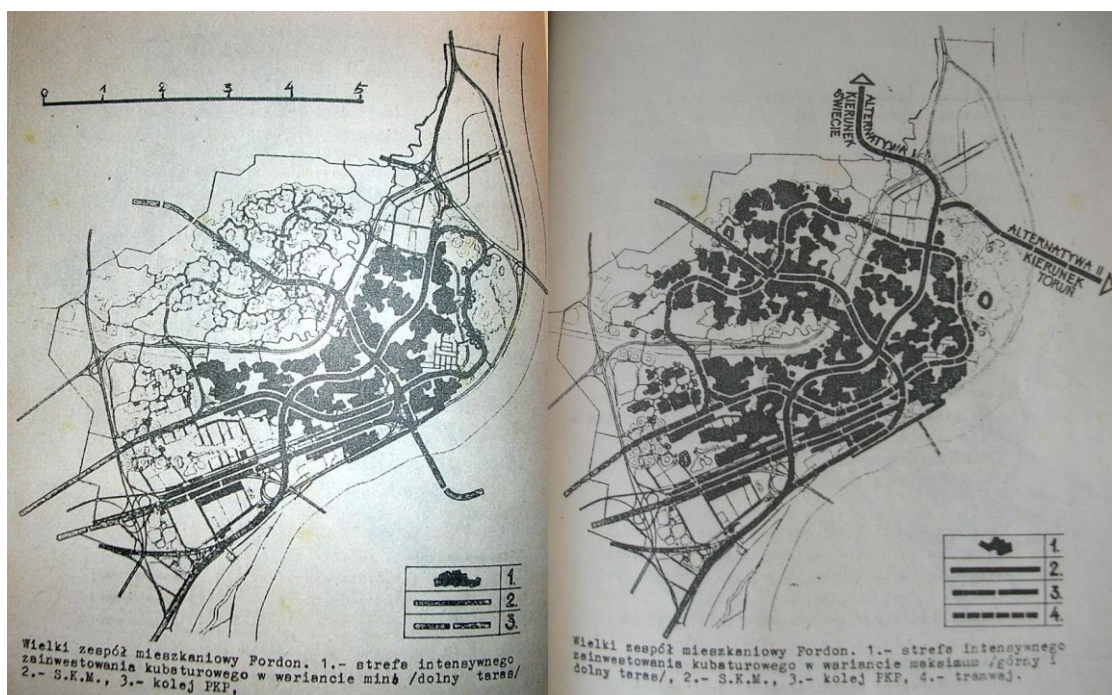 0 1 2 3 4 5
1.
2.
3.
Wielki zespół mieszkaniowy Fordon. 1.- strefa intensywnego
zainwestowania kubaturowego w wariancie min. /dolny taras/
2.- S.K.M., 3.- kolej PKP,
ALTERNATYWA I
KIERUNEK
ŚWIECIE
ALTERNATYWA II
KIERUNEK
TORUŃ
1.
2.
3.
4.
Wielki zespół mieszkaniowy Fordon. 1.- strefa intensywnego
zainwestowania kubaturowego w wariancie maksimum /górny i
dolny taras/, 2.- S.K.M., 3.- kolej PKP, 4.- tramwaj.